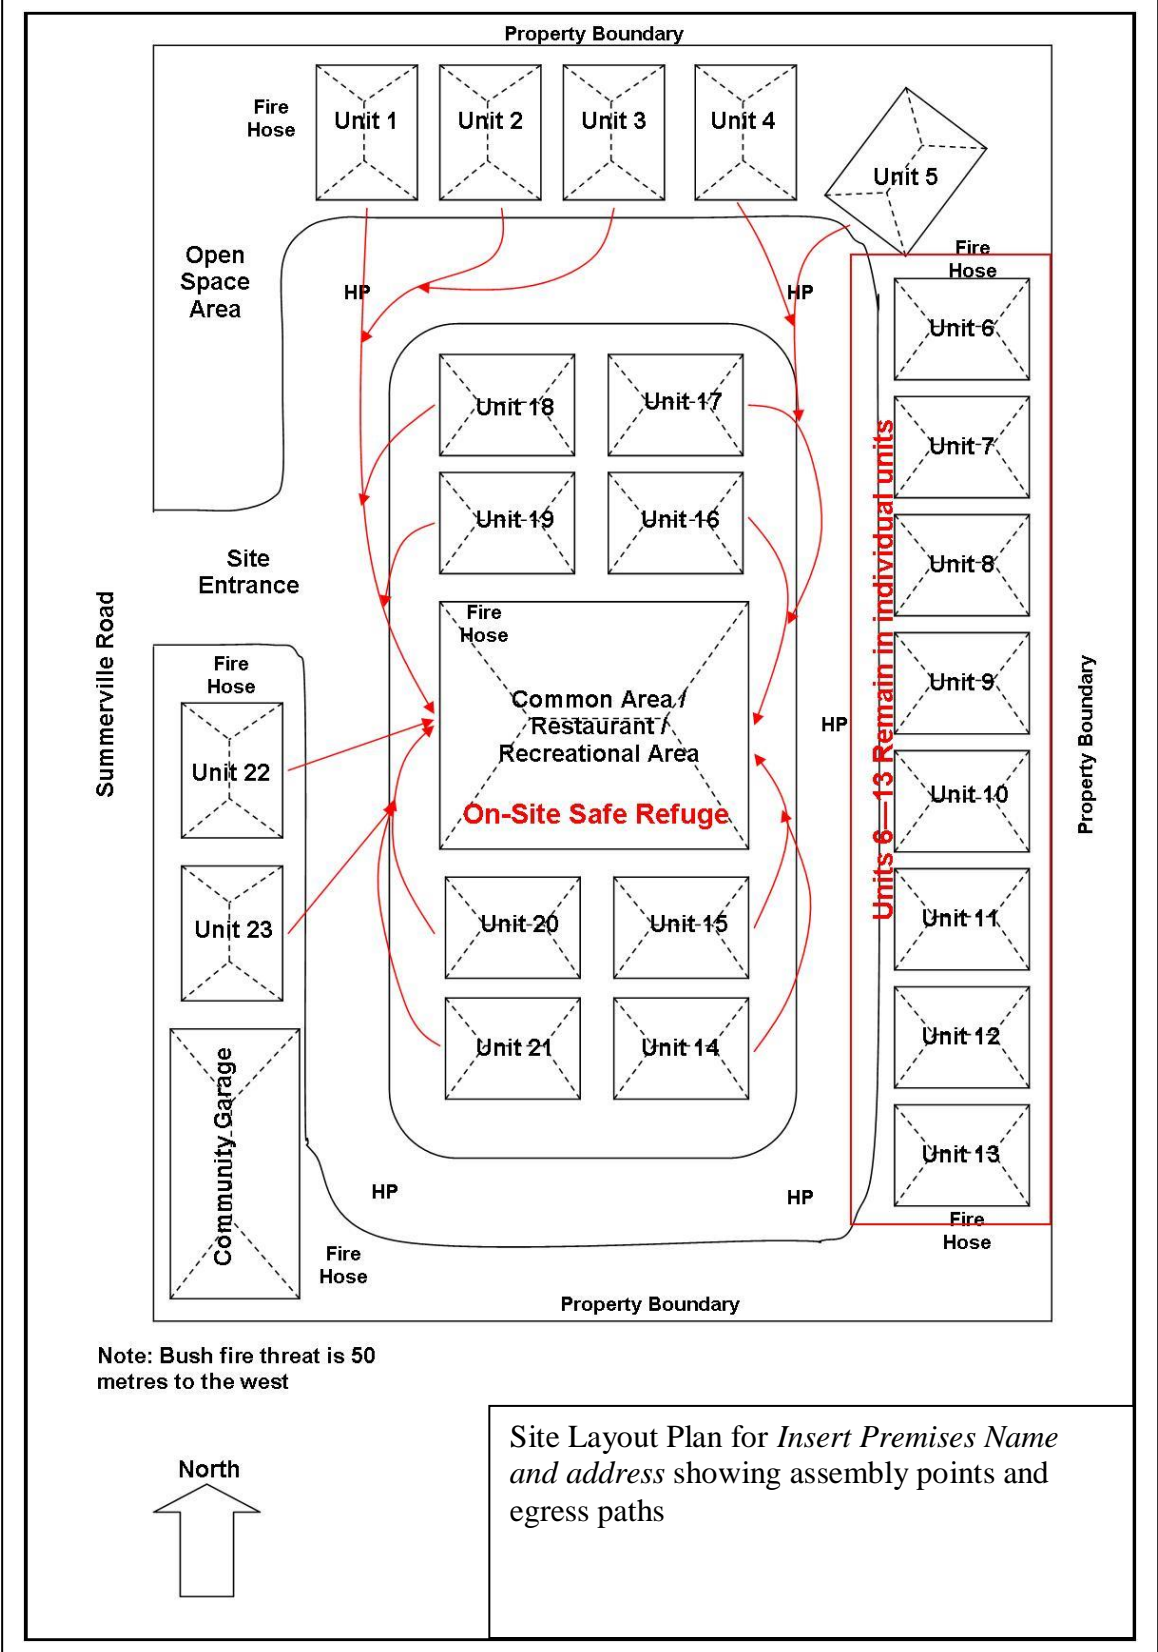 Property Boundary
Fire
Hose
Unit 1
Unit 2
Unit 3
Unit 4
Unit 5
Open
Space
Area
HP
HP
Fire
Hose
Unit 6
Unit 18
Unit 17
Unit 7
Unit 19
Unit 16
Unit 8
Site
Entrance
Summerville Road
Fire
Hose
Common Area /
Restaurant /
Recreational Area
On-Site Safe Refuge
Fire
Hose
Unit 22
HP
Units 6—13 Remain in individual units
Unit 9
Property Boundary
Unit 10
Unit 23
Unit 20
Unit 15
Unit 11
Unit 21
Unit 14
Unit 12
Community Garage
Unit 13
HP
HP
Fire
Hose
Fire
Hose
Property Boundary
Note: Bush fire threat is 50
metres to the west
North
Site Layout Plan for Insert Premises Name
and address showing assembly points and
egress paths